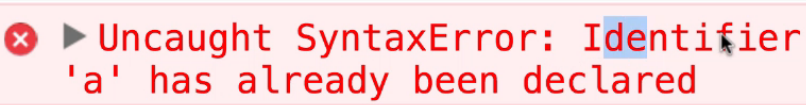 Uncaught SyntaxError: Identifier
'a' has already been declared